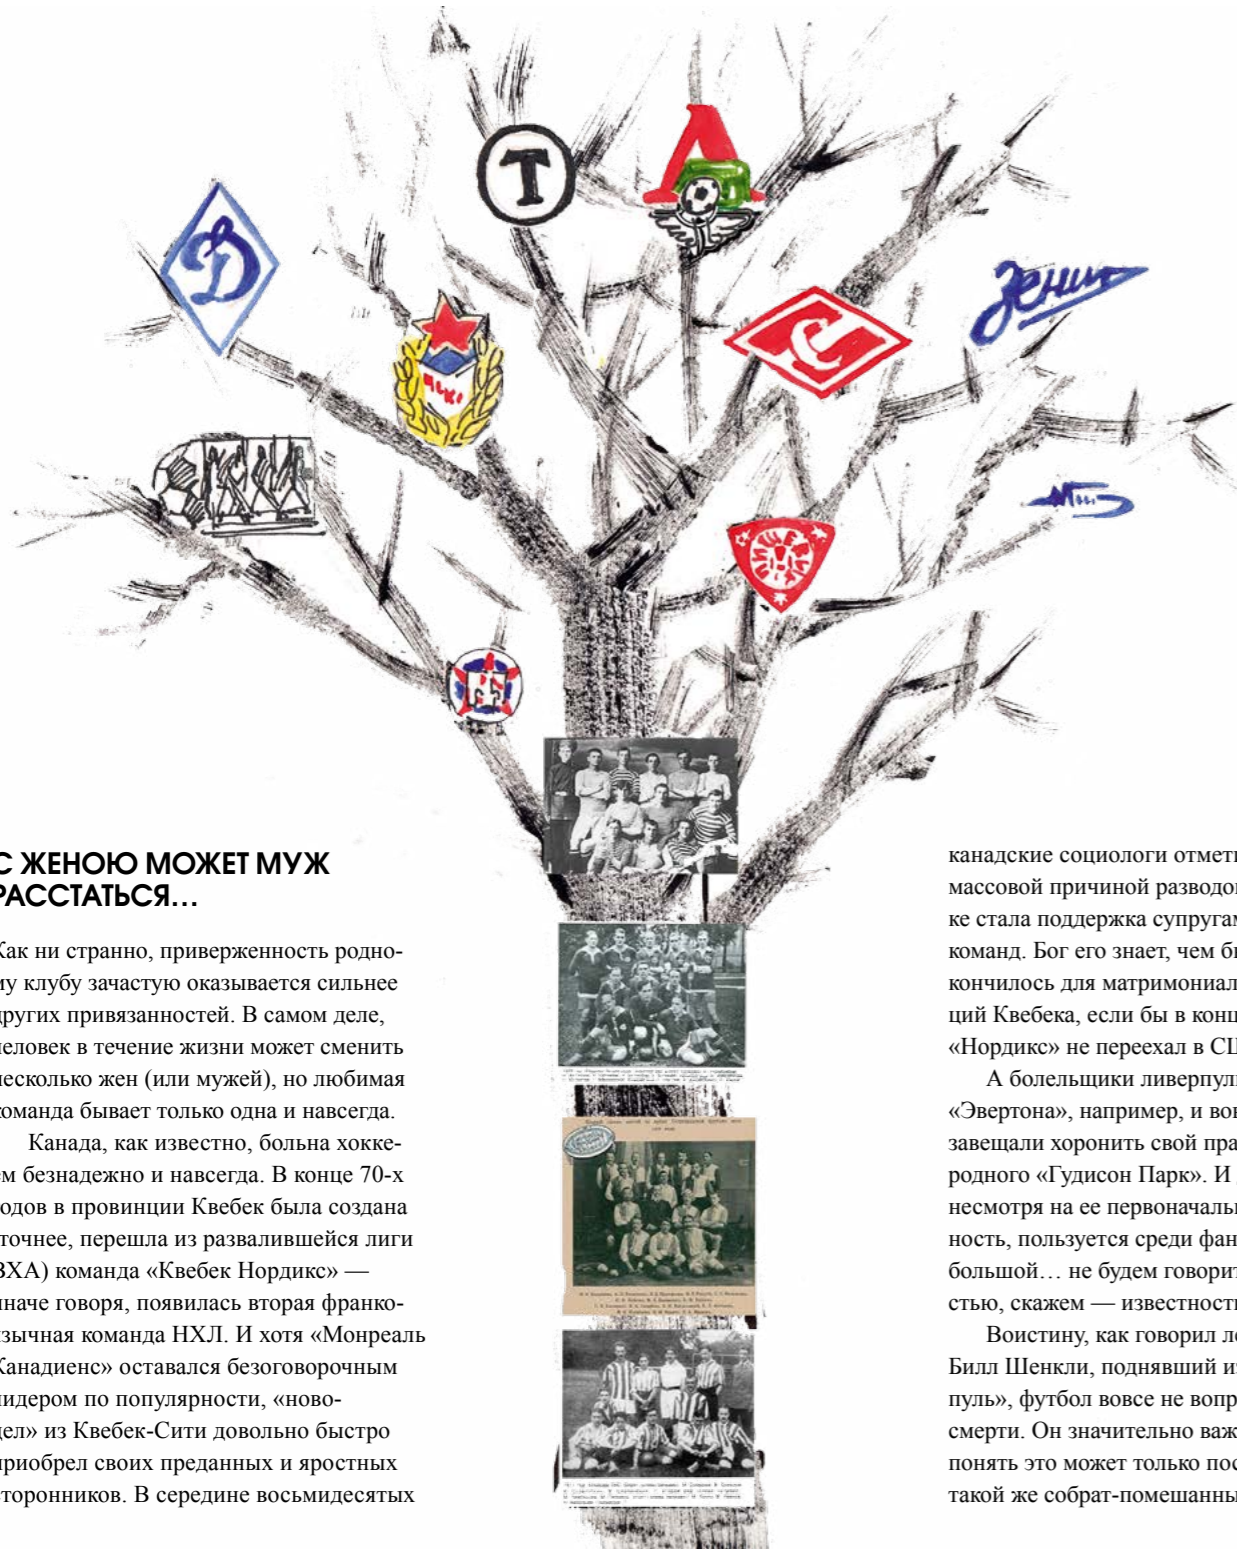 Т
Д
Л
Зенит
ЦСКА
С
С ЖЕНОЮ МОЖЕТ МУЖ
РАССТАТЬСЯ…
Как ни странно, приверженность родно-
му клубу зачастую оказывается сильнее
других привязанностей. В самом деле,
человек в течение жизни может сменить
несколько жен (или мужей), но любимая
команда бывает только одна и навсегда.
Канада, как известно, больна хокке-
ем безнадежно и навсегда. В конце 70-х
годов в провинции Квебек была создана
точнее, перешла из развалившейся лиги
ВХА) команда «Квебек Нордикс» —
иначе говоря, появилась вторая франко-
язычная команда НХЛ. И хотя «Монреаль
Канадиенс» оставался безоговорочным
лидером по популярности, «ново-
дел» из Квебек-Сити довольно быстро
приобрел своих преданных и яростных
сторонников. В середине восьмидесятых
канадские социологи отмети
массовой причиной разводо
ке стала поддержка супругам
команд. Бог его знает, чем б
кончилось для матримониал
ций Квебека, если бы в конц
«Нордикс» не переехал в С
А болельщики ливерпул
«Эвертона», например, и во
завещали хоронить свой пра
родного «Гудисон Парк». И
несмотря на ее первоначаль
ность, пользуется среди фан
большой… не будем говорит
стью, скажем — известност
Воистину, как говорил ле
Билл Шенкли, поднявший и
пуль», футбол вовсе не вопр
смерти. Он значительно важ
понять это может только пос
такой же собрат-помешанны